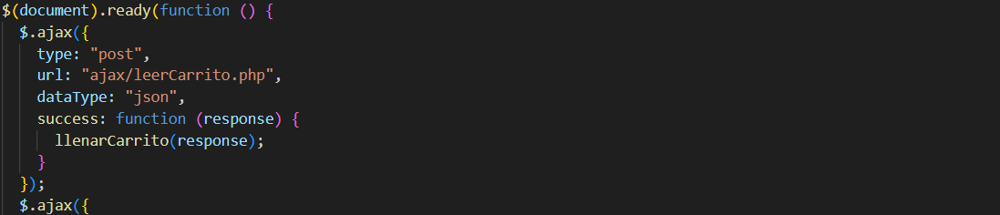 $(document).ready(function () {
  $.ajax({
    type: "post",
    url: "ajax/leerCarrito.php",
    dataType: "json",
    success: function (response) {
      llenarCarrito(response);
    }
  });
  $.ajax({